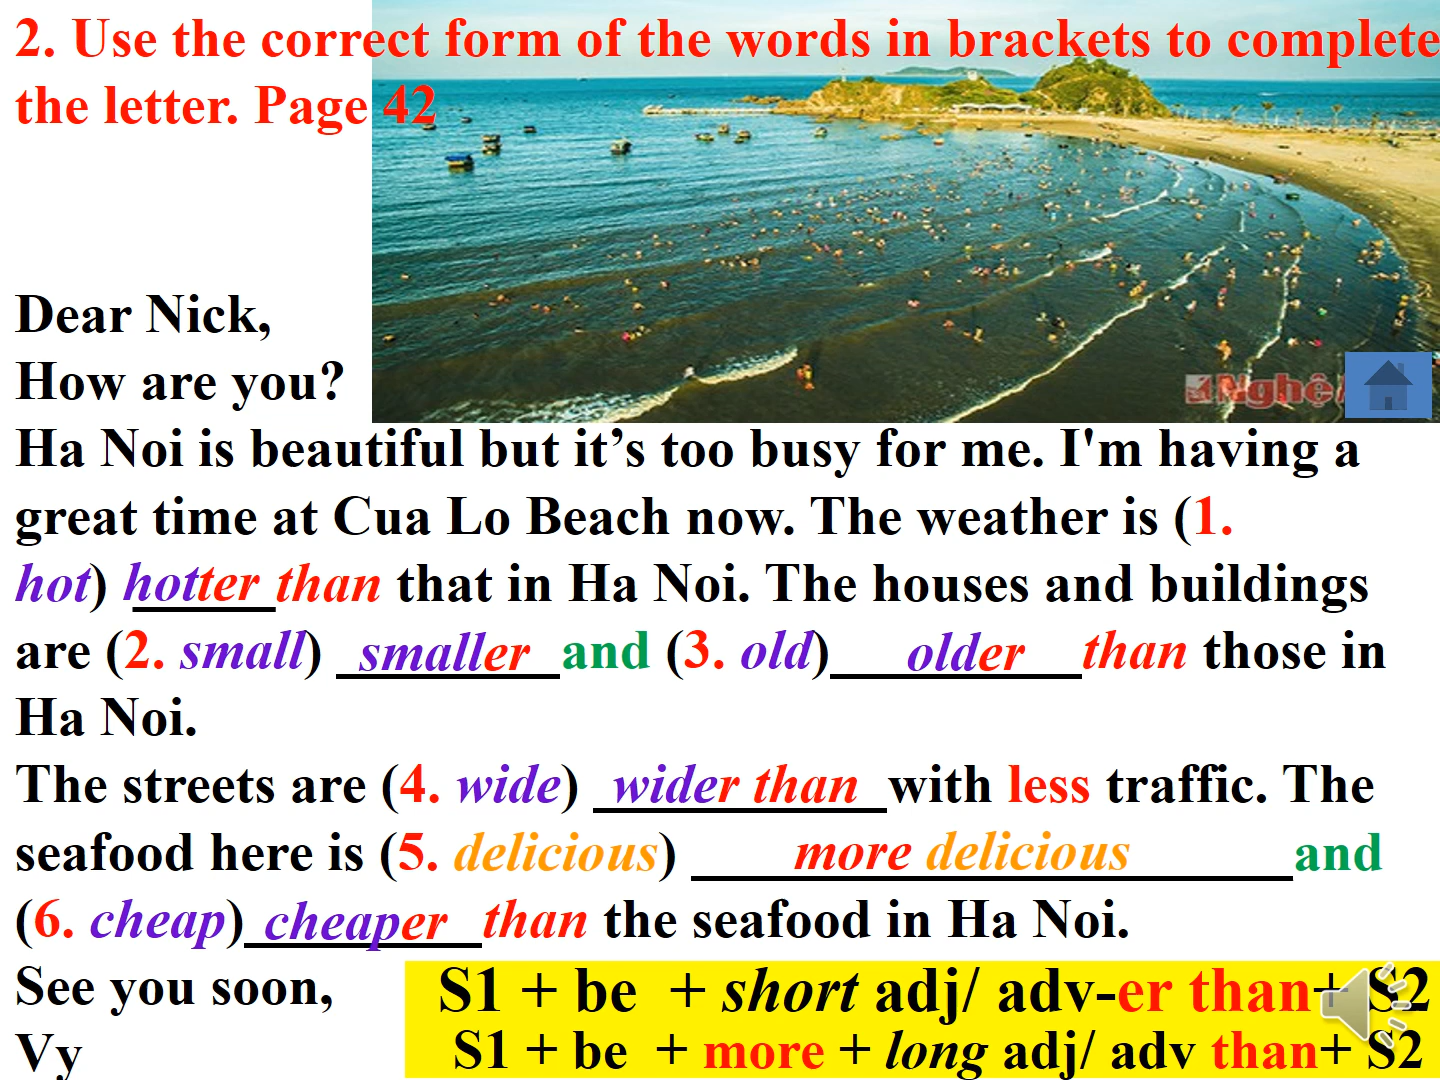 2. Use the correct form of the words in brackets to complete
the letter. Page 42
Dear Nick,
How are you?
Nghệ
Ha Noi is beautiful but it’s too busy for me. I'm having a
great time at Cua Lo Beach now. The weather is (1.
hot) hotter than that in Ha Noi. The houses and buildings
are (2. small) smaller and (3. old) older than those in
Ha Noi.
The streets are (4. wide) wider than with less traffic. The
seafood here is (5. delicious) more delicious and
(6. cheap) cheaper than the seafood in Ha Noi.
See you soon,
Vy
S1 + be + short adj/ adv-er than+ S2
S1 + be + more + long adj/ adv than+ S2